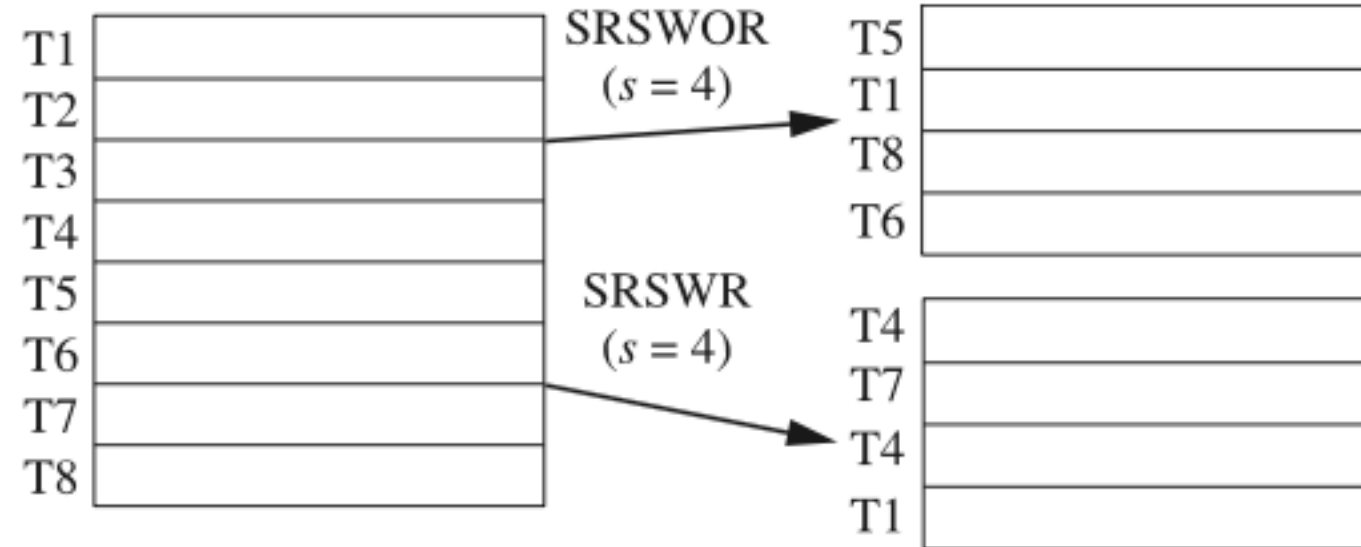 T1
T2
T3
T4
T5
T6
T7
T8
SRSWOR
(s = 4)
SRSWR
(s = 4)
T5
T1
T8
T6
T4
T7
T4
T1